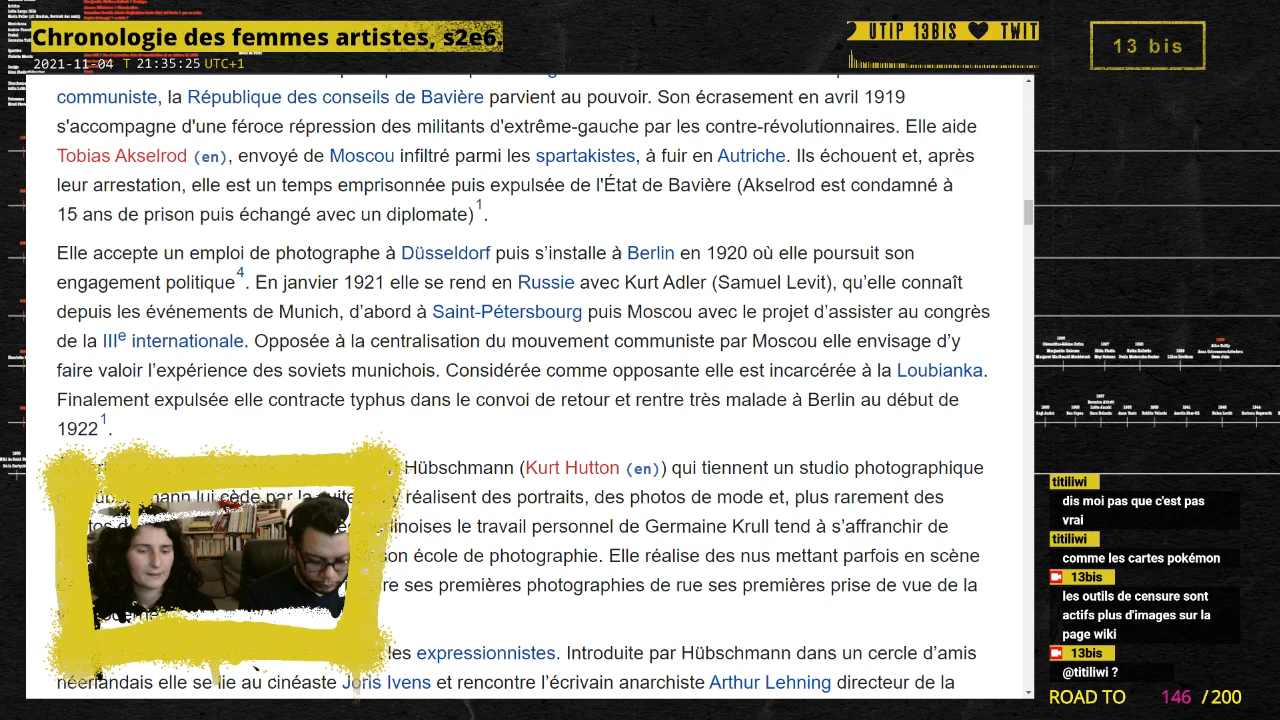 Chronologie des femmes artistes, s2e6
2021-11-04 T 21:35:25 UTC+1
UTIP 13BIS TWIT
13 bis
communiste, la République des conseils de Bavière parvient au pouvoir. Son écrasement en avril 1919
s'accompagne d'une féroce répression des militants d'extrême-gauche par les contre-révolutionnaires. Elle aide
Tobias Akselrod (en), envoyé de Moscou infiltré parmi les spartakistes, à fuir en Autriche. Ils échouent et, après
leur arrestation, elle est un temps emprisonnée puis expulsée de l'État de Bavière (Akselrod est condamné à
15 ans de prison puis échangé avec un diplomate)1.
Elle accepte un emploi de photographe à Düsseldorf puis s’installe à Berlin en 1920 où elle poursuit son
engagement politique4. En janvier 1921 elle se rend en Russie avec Kurt Adler (Samuel Levit), qu’elle connaît
depuis les événements de Munich, d’abord à Saint-Pétersbourg puis Moscou avec le projet d’assister au congrès
de la IIIe internationale. Opposée à la centralisation du mouvement communiste par Moscou elle envisage d’y
faire valoir l’expérience des soviets munichois. Considérée comme opposante elle est incarcérée à la Loubianka.
Finalement expulsée elle contracte typhus dans le convoi de retour et rentre très malade à Berlin au début de
19221.
Hübschmann (Kurt Hutton (en)) qui tiennent un studio photographique
lui cède par la réalisent des portraits, des photos de mode et, plus rarement des
le travail personnel de Germaine Krull tend à s’affranchir de
son école de photographie. Elle réalise des nus mettant parfois en scène
ses premières photographies de rue ses premières prise de vue de la
les expressionnistes. Introduite par Hübschmann dans un cercle d’amis
néerlandais elle se lie au cinéaste Joris Ivens et rencontre l’écrivain anarchiste Arthur Lehning directeur de la
titiliwi
dis moi pas que c'est pas
vrai
titiliwi
comme les cartes pokémon
13bis
les outils de censure sont
actifs plus d'images sur la
page wiki
13bis
@titiliwi ?
ROAD TO 146 /200